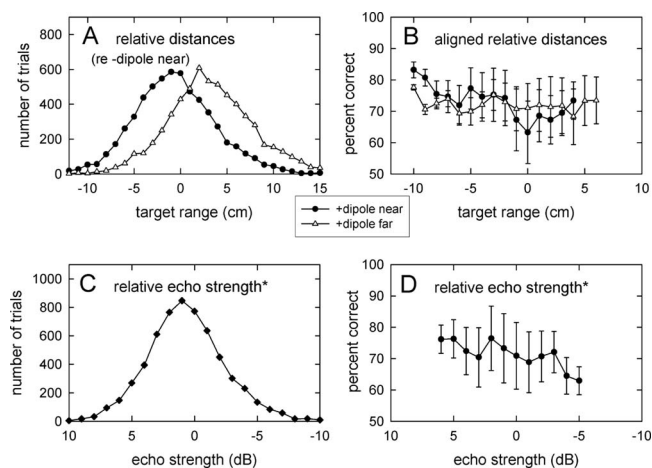 A
relative distances
(re -dipole near)
number of trials
800
600
400
200
0
-10 -5 0 5 10 15
target range (cm)
B
aligned relative distances
percent correct
100
90
80
70
60
50
-10 -5 0 5 10
target range (cm)
+dipole near
+dipole far
C
relative echo strength*
number of trials
1000
800
600
400
200
0
10 5 0 -5 -10
echo strength (dB)
D
relative echo strength*
percent correct
100
90
80
70
60
50
10 5 0 -5 -10
echo strength (dB)